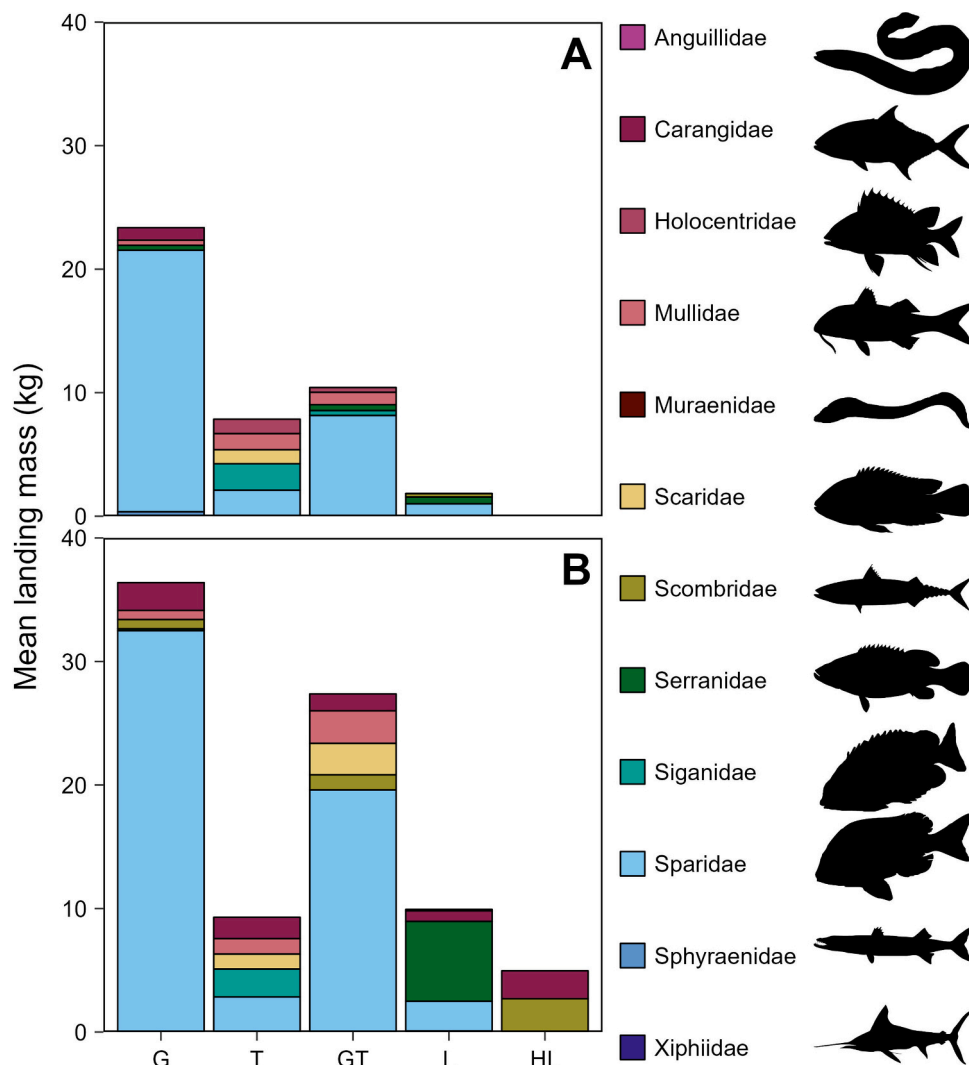 Mean landing mass (kg)
40
30
20
10
0
A
40
30
20
10
0
B
G T GT L HL
Anguillidae
Carangidae
Holocentridae
Mullidae
Muraenidae
Scaridae
Scombridae
Serranidae
Siganidae
Sparidae
Sphyraenidae
Xiphiidae